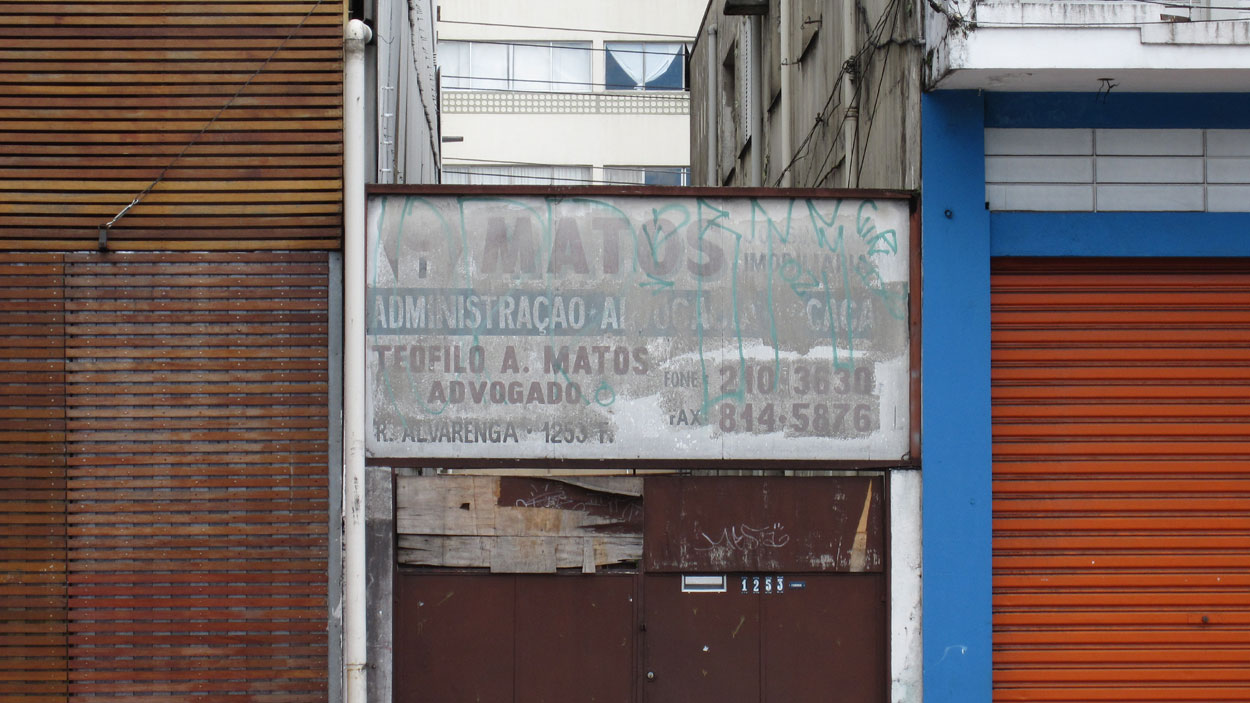 MATOS
IMOBILIÁRIA
ADMINISTRAÇÃO
TEOFILO A. MATOS
ADVOGADO
FONE 210·3630
FAX 814·5876
R. ALVARENGA · 1253
1253